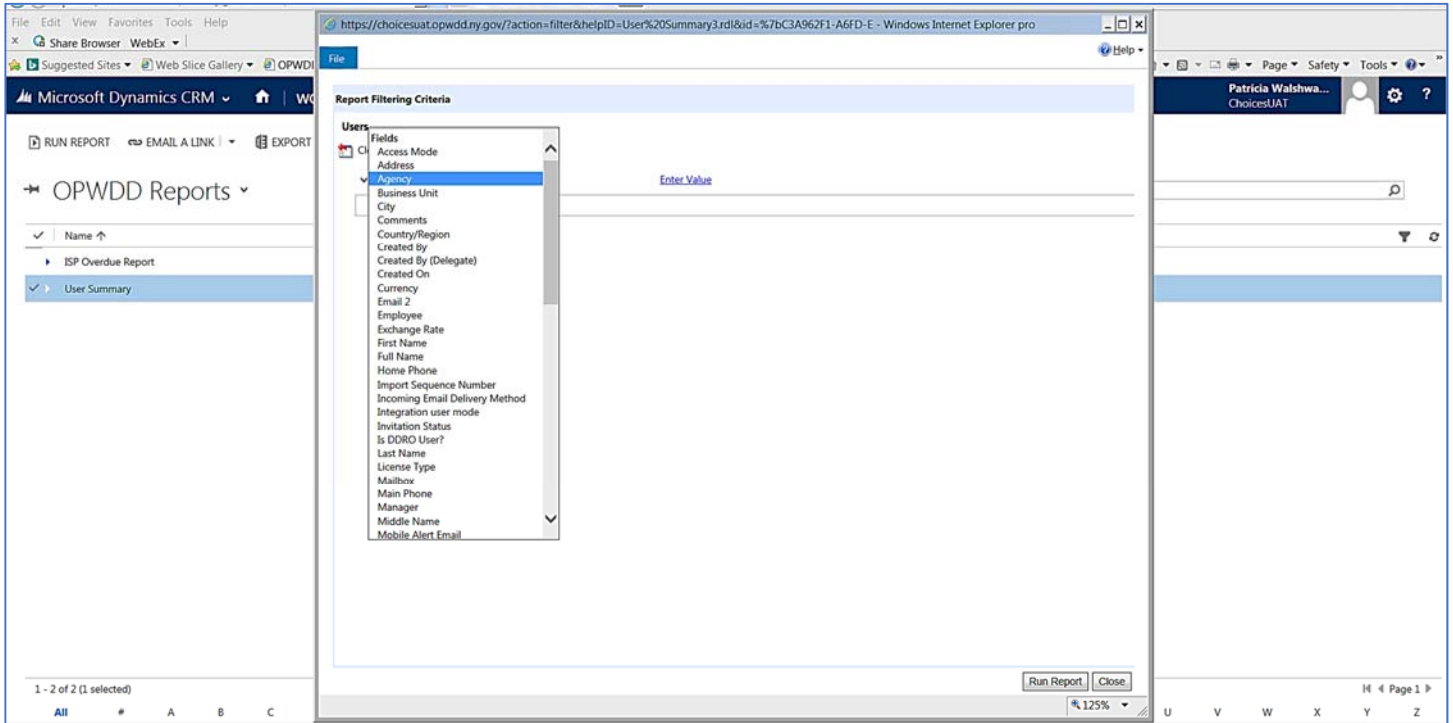 File Edit View Favorites Tools Help
x Share Browser WebEx
Suggested Sites Web Slice Gallery OPWDD
Microsoft Dynamics CRM
RUN REPORT EMAIL A LINK EXPORT
OPWDD Reports
Name
ISP Overdue Report
User Summary
1 - 2 of 2 (1 selected)
All # A B C
https://choicesuat.opwdd.ny.gov/?action=filter&helpID=User%20Summary3.rdl&id=%7bC3A962F1-A6FD-E - Windows Internet Explorer pro
Help
File
Report Filtering Criteria
Users
Fields
Access Mode
Address
Agency
Enter Value
Business Unit
City
Comments
Country/Region
Created By
Created By (Delegate)
Created On
Currency
Email 2
Employee
Exchange Rate
First Name
Full Name
Home Phone
Import Sequence Number
Incoming Email Delivery Method
Integration user mode
Invitation Status
Is DDRO User?
Last Name
License Type
Mailbox
Main Phone
Manager
Middle Name
Mobile Alert Email
Run Report Close
125%
Page Safety Tools
Patricia Walshwa...
ChoicesUAT
?
Page 1
U V W X Y Z